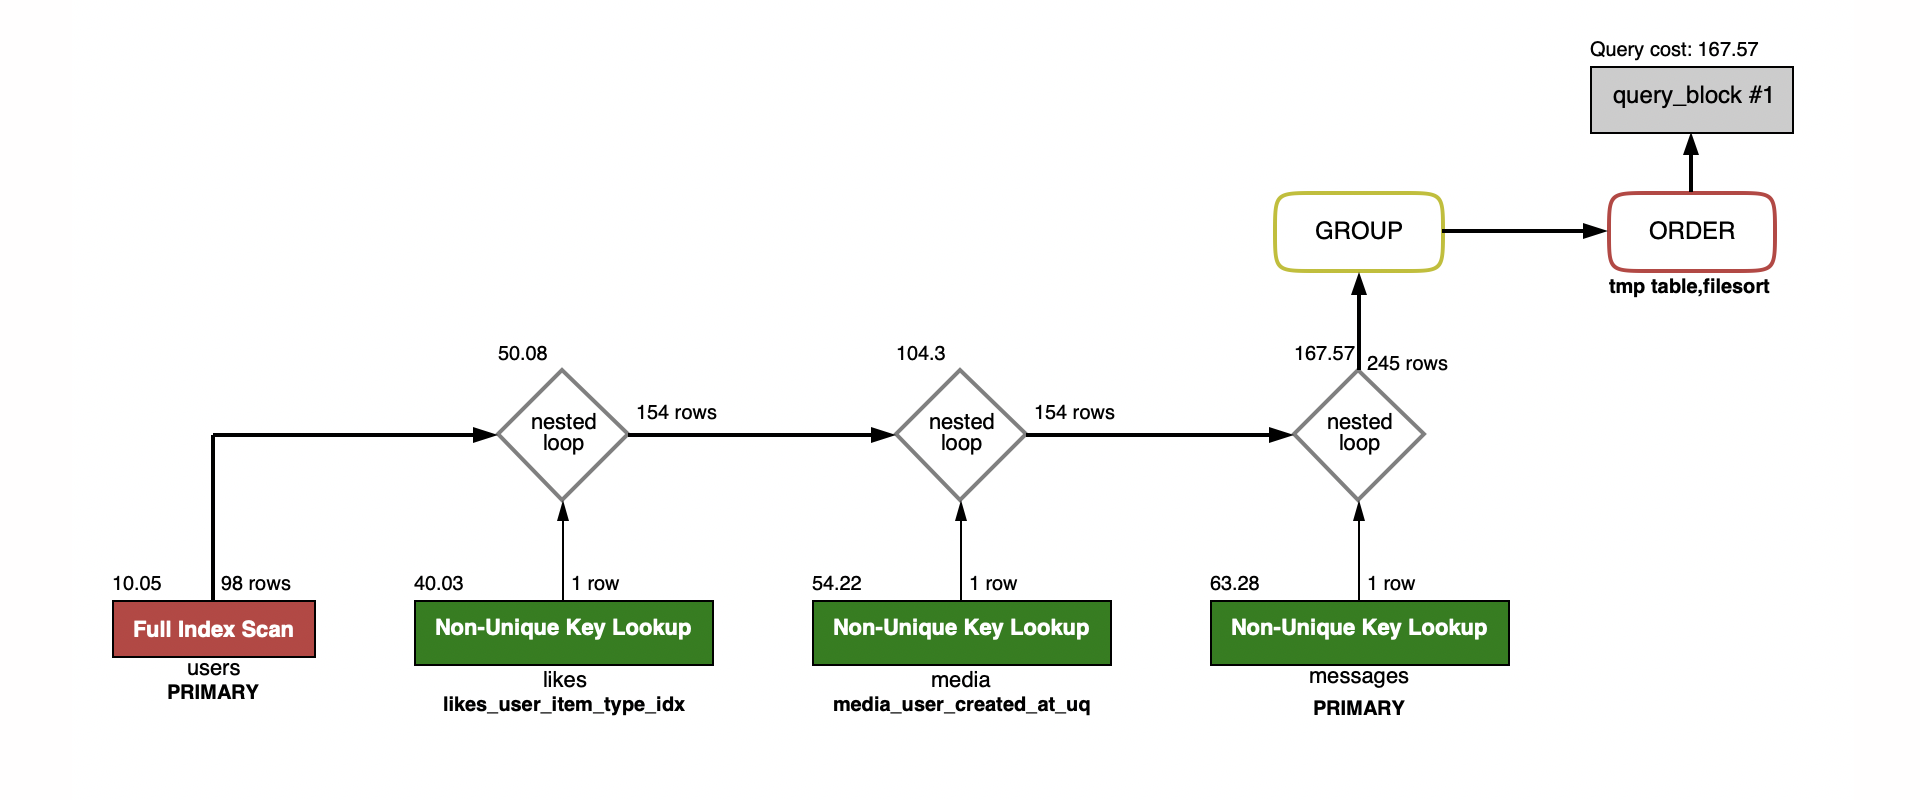 Query cost: 167.57
query_block #1
GROUP
ORDER
tmp table,filesort
50.08
104.3
167.57
245 rows
nested
loop
154 rows
nested
loop
154 rows
nested
loop
10.05
98 rows
40.03
1 row
54.22
1 row
63.28
1 row
Full Index Scan
Non-Unique Key Lookup
Non-Unique Key Lookup
Non-Unique Key Lookup
users
PRIMARY
likes
likes_user_item_type_idx
media
media_user_created_at_uq
messages
PRIMARY